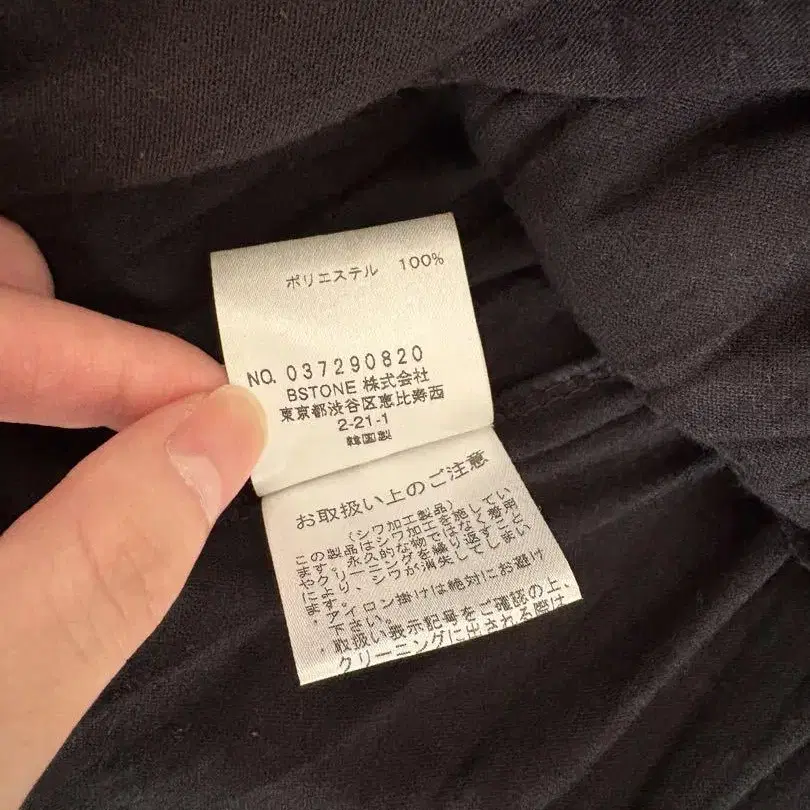 ポリエステル 100%
NO. 037290820
BSTONE 株式会社
東京都渋谷区恵比寿西
2-21-1
韓国製
お取扱い上のご注意
(シワ加工製品)
この製品はシワ加工を施してい
ます。永久的な物ではなく着用
やクリーニングを繰り返すこと
により、シワが消失してしまい
ます。
・アイロン掛けは絶対にお避け
下さい。
・取扱い表示記号をご確認の上、
クリーニングに出される際は